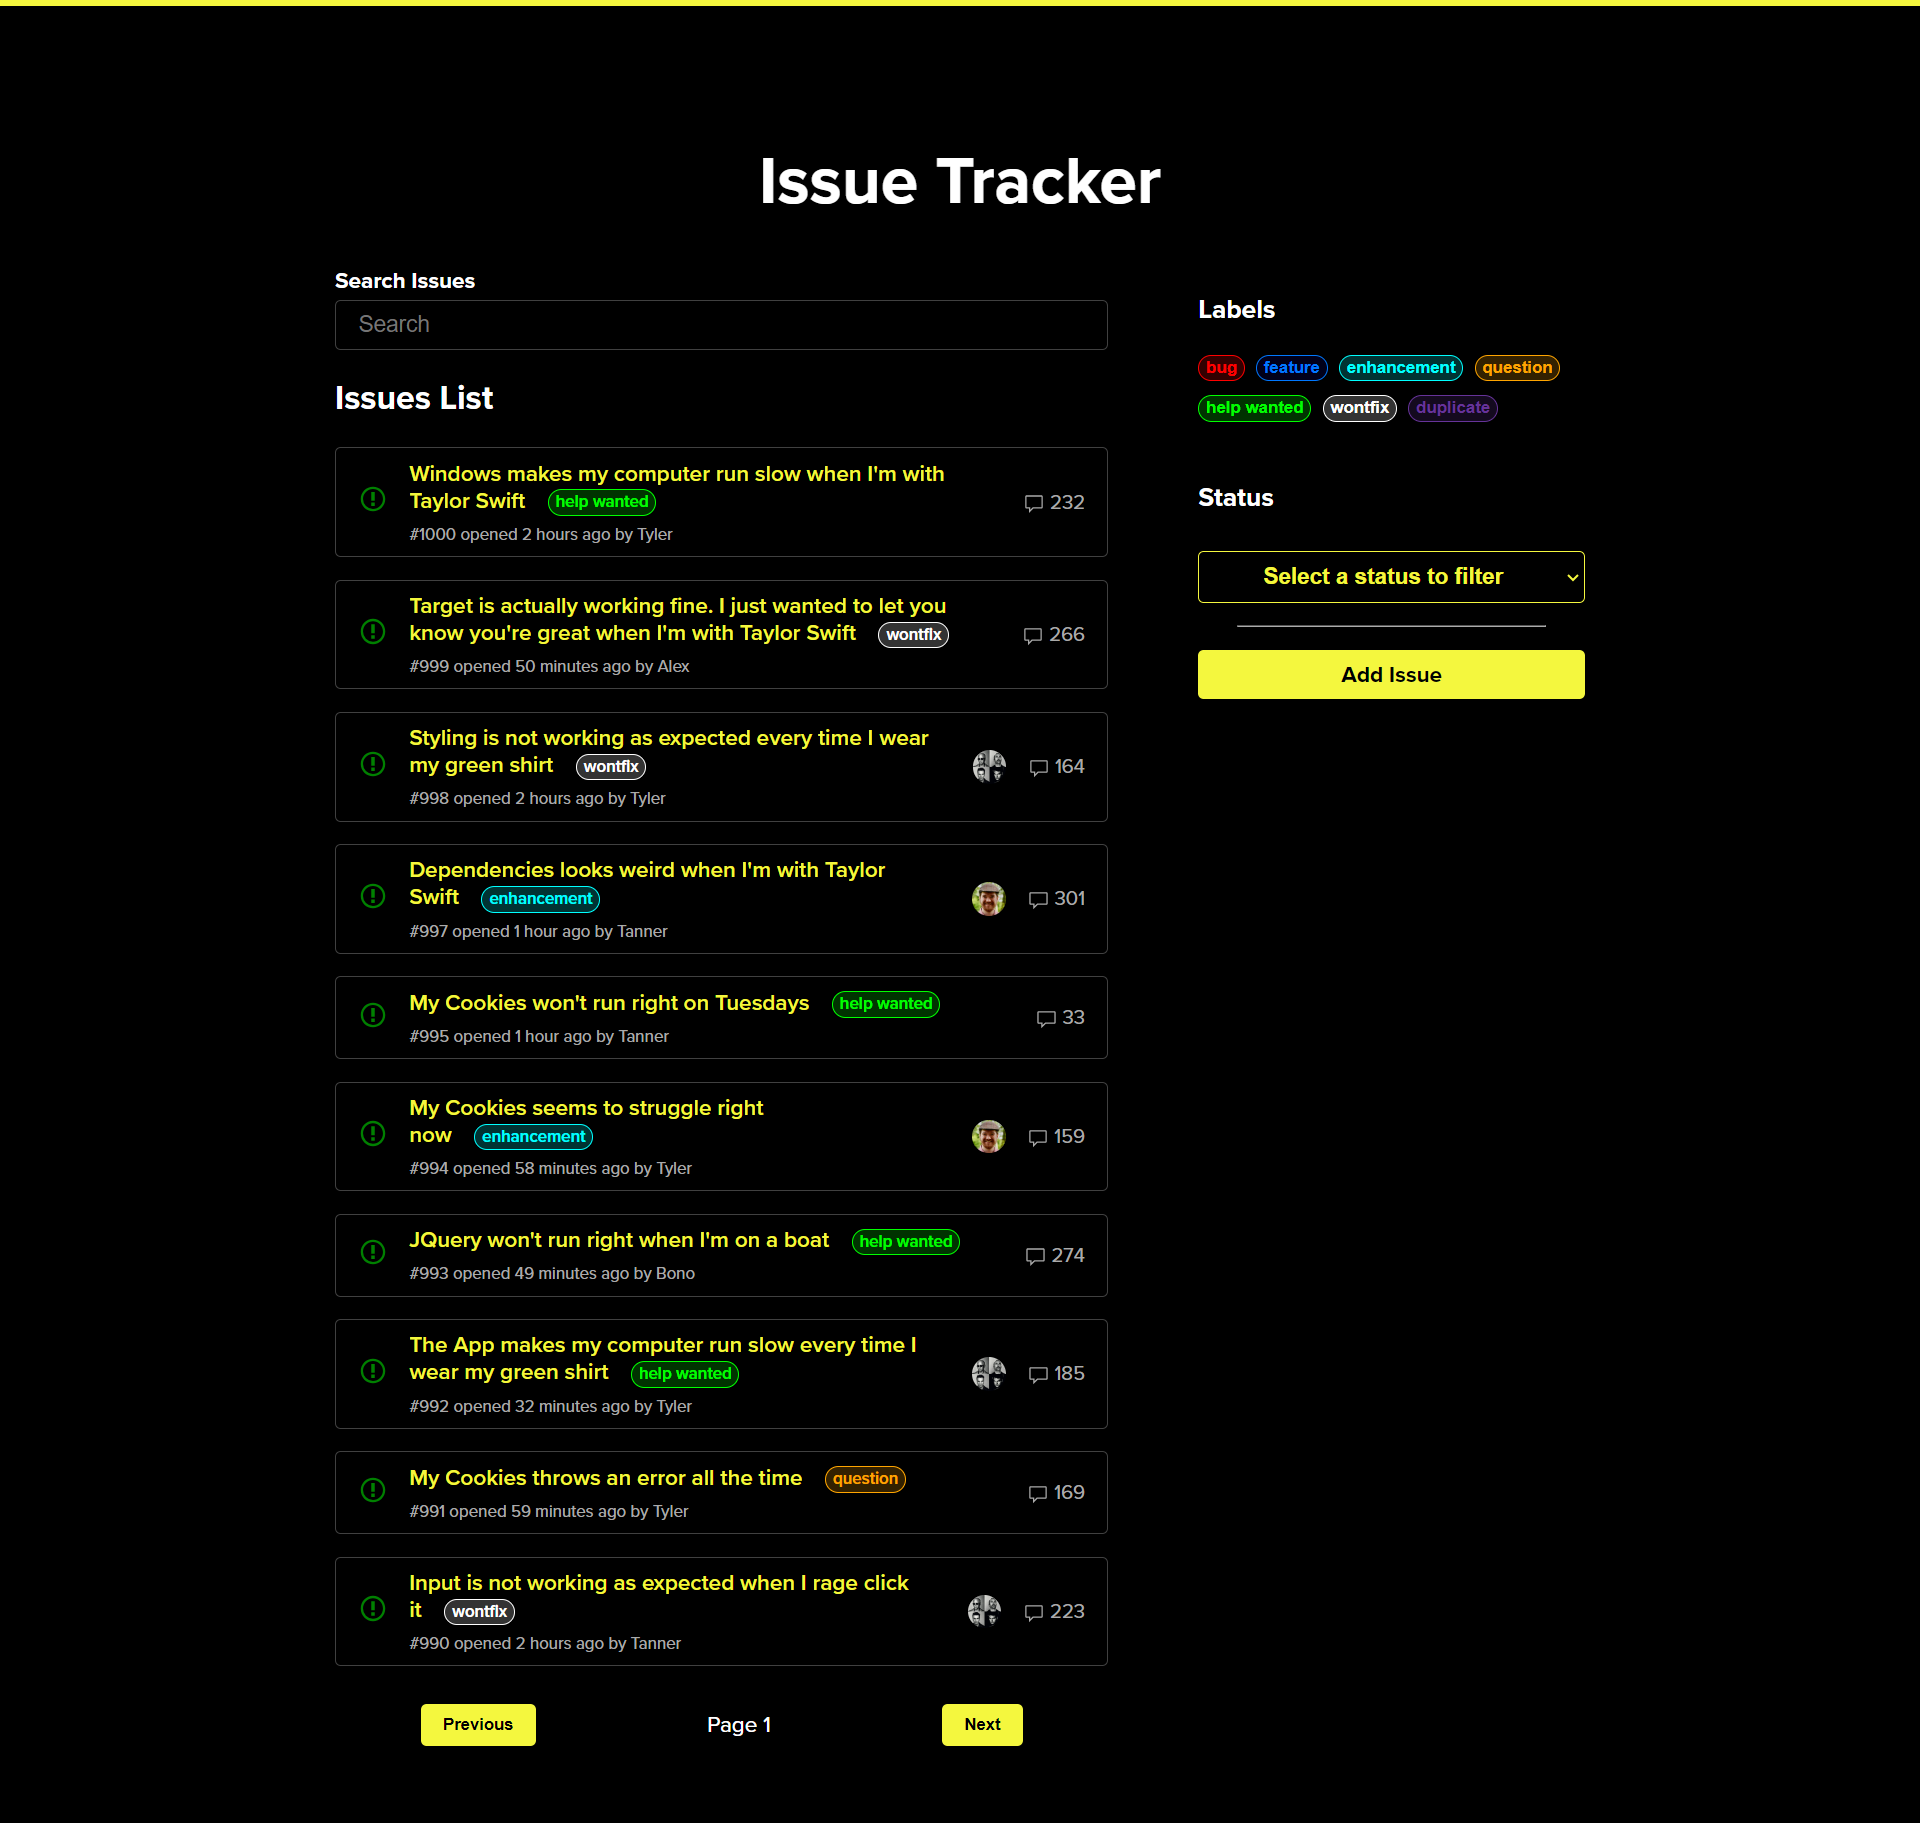 Issue Tracker
Search Issues
Search
Issues List
Windows makes my computer run slow when I'm with
Taylor Swift help wanted
#1000 opened 2 hours ago by Tyler
232
Target is actually working fine. I just wanted to let you
know you're great when I'm with Taylor Swift wontfix
#999 opened 50 minutes ago by Alex
266
Styling is not working as expected every time I wear
my green shirt wontfix
#998 opened 2 hours ago by Tyler
164
Dependencies looks weird when I'm with Taylor
Swift enhancement
#997 opened 1 hour ago by Tanner
301
My Cookies won't run right on Tuesdays help wanted
#995 opened 1 hour ago by Tanner
33
My Cookies seems to struggle right
now enhancement
#994 opened 58 minutes ago by Tyler
159
JQuery won't run right when I'm on a boat help wanted
#993 opened 49 minutes ago by Bono
274
The App makes my computer run slow every time I
wear my green shirt help wanted
#992 opened 32 minutes ago by Tyler
185
My Cookies throws an error all the time question
#991 opened 59 minutes ago by Tyler
169
Input is not working as expected when I rage click
it wontfix
#990 opened 2 hours ago by Tanner
223
Previous Page 1 Next
Labels
bug feature enhancement question
help wanted wontfix duplicate
Status
Select a status to filter
Add Issue